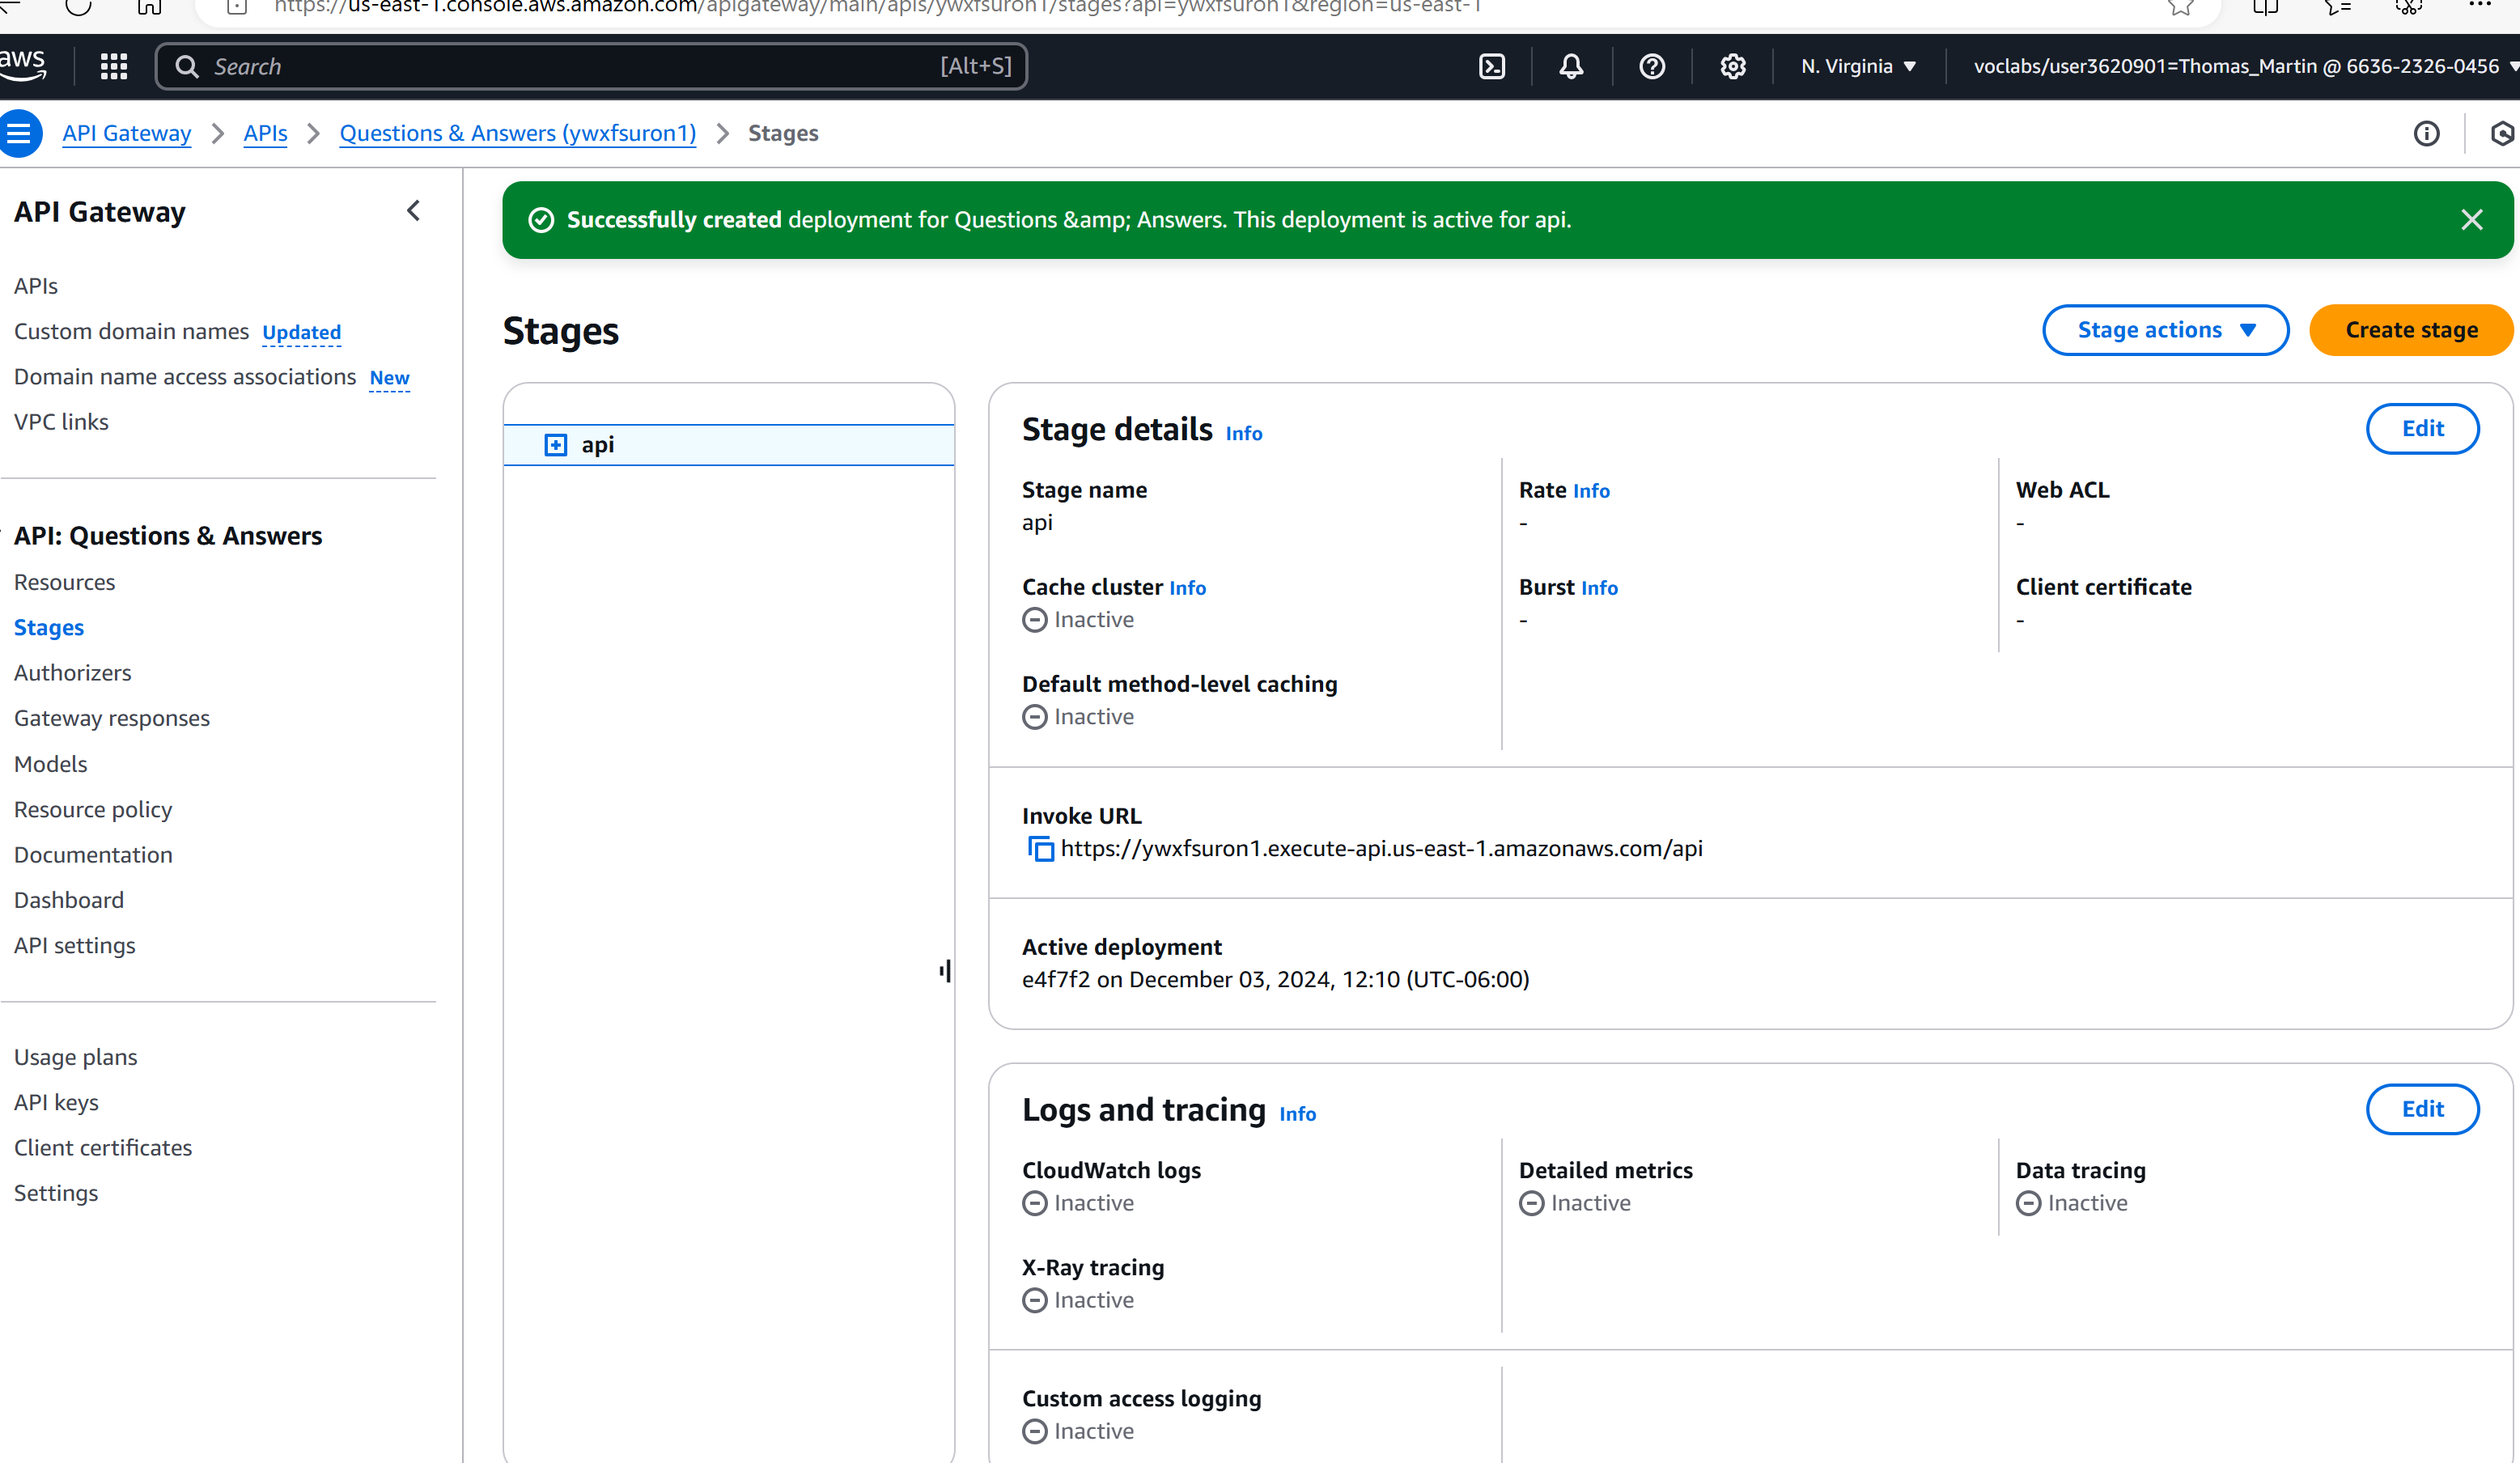 https://us-east-1.console.aws.amazon.com/apigateway/main/apis/ywxfsuron1/stages?api=ywxfsuron1&region=us-east-1
aws
Search [Alt+S]
N. Virginia
voclabs/user3620901=Thomas_Martin @ 6636-2326-0456
API Gateway
APIs
Questions & Answers (ywxfsuron1)
Stages
API Gateway
APIs
Custom domain names Updated
Domain name access associations New
VPC links
API: Questions & Answers
Resources
Stages
Authorizers
Gateway responses
Models
Resource policy
Documentation
Dashboard
API settings
Usage plans
API keys
Client certificates
Settings
Successfully created deployment for Questions &amp; Answers. This deployment is active for api.
Stages
Stage actions
Create stage
api
Stage details Info
Edit
Stage name
api
Rate Info
-
Web ACL
-
Cache cluster Info
Inactive
Burst Info
-
Client certificate
-
Default method-level caching
Inactive
Invoke URL
https://ywxfsuron1.execute-api.us-east-1.amazonaws.com/api
Active deployment
e4f7f2 on December 03, 2024, 12:10 (UTC-06:00)
Logs and tracing Info
Edit
CloudWatch logs
Inactive
Detailed metrics
Inactive
Data tracing
Inactive
X-Ray tracing
Inactive
Custom access logging
Inactive